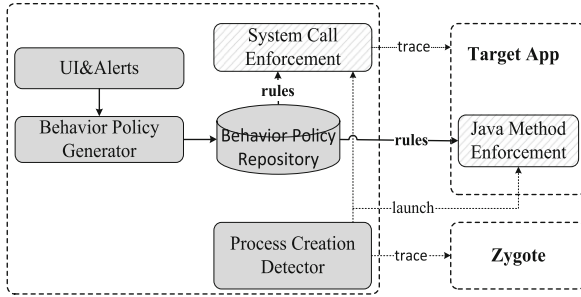 System Call
Enforcement
trace
Target App
UI&Alerts
rules
Behavior Policy
Generator
Behavior Policy
Repository
rules
Java Method
Enforcement
launch
Process Creation
Detector
trace
Zygote